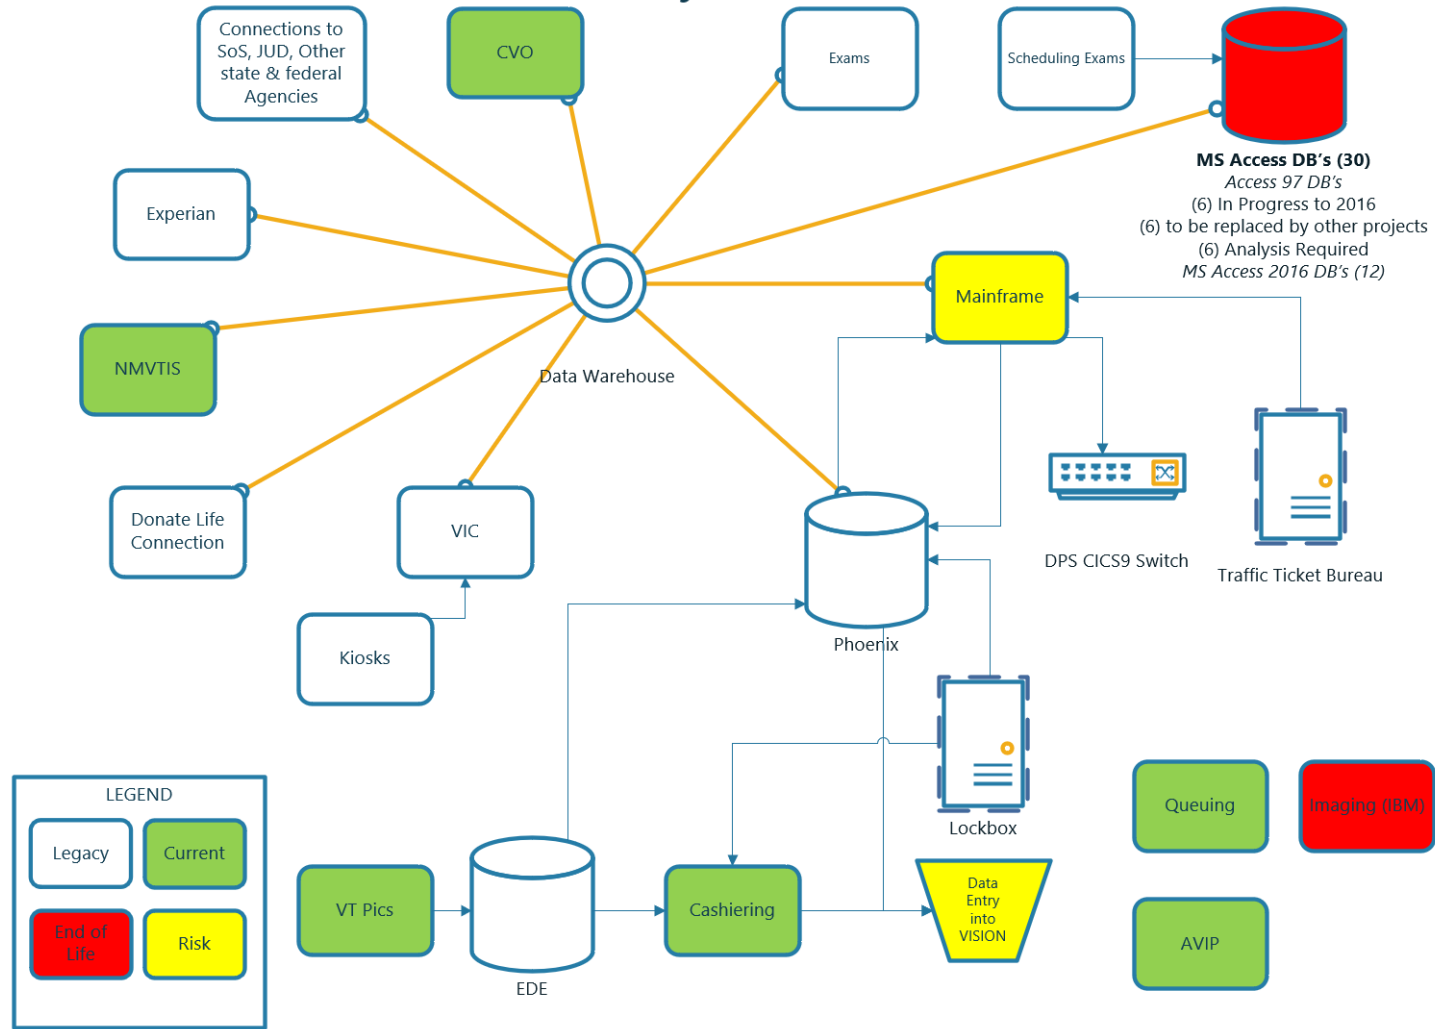 Connections to
SoS, JUD, Other
state & federal
Agencies
CVO
Exams
Scheduling Exams
MS Access DB's (30)
Access 97 DB's
(6) In Progress to 2016
(6) to be replaced by other projects
(6) Analysis Required
MS Access 2016 DB's (12)
Experian
Mainframe
NMVTIS
Data Warehouse
Donate Life
Connection
VIC
DPS CICS9 Switch
Traffic Ticket Bureau
Kiosks
Phoenix
Lockbox
LEGEND
Legacy
Current
End of
Life
Risk
VT Pics
EDE
Cashiering
Data
Entry
into
VISION
Queuing
Imaging (IBM)
AVIP